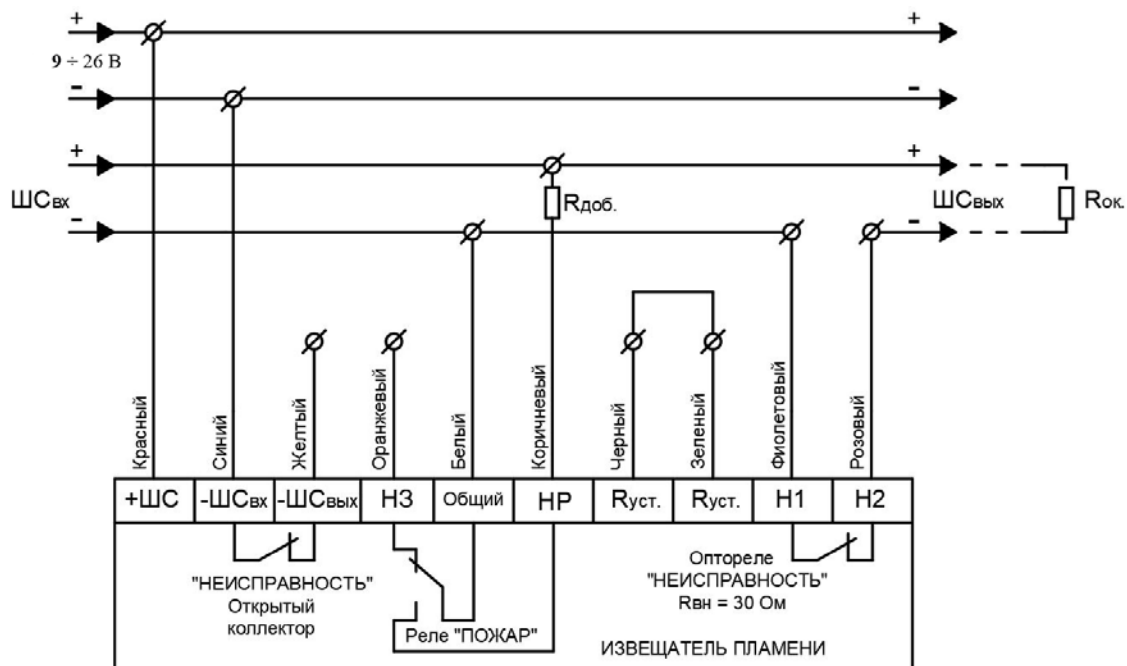 + +
9 ÷ 26 В
- -
+ +
ШСвх Rдоб. ШСвых Rок.
- -
Красный
Синий
Желтый
Оранжевый
Белый
Коричневый
Черный
Зеленый
Фиолетовый
Розовый
+ШС -ШСвх -ШСвых НЗ Общий НР Rуст. Rуст. Н1 Н2
"НЕИСПРАВНОСТЬ"
Открытый
коллектор
Реле "ПОЖАР"
Оптореле
"НЕИСПРАВНОСТЬ"
Rвн = 30 Ом
ИЗВЕЩАТЕЛЬ ПЛАМЕНИ